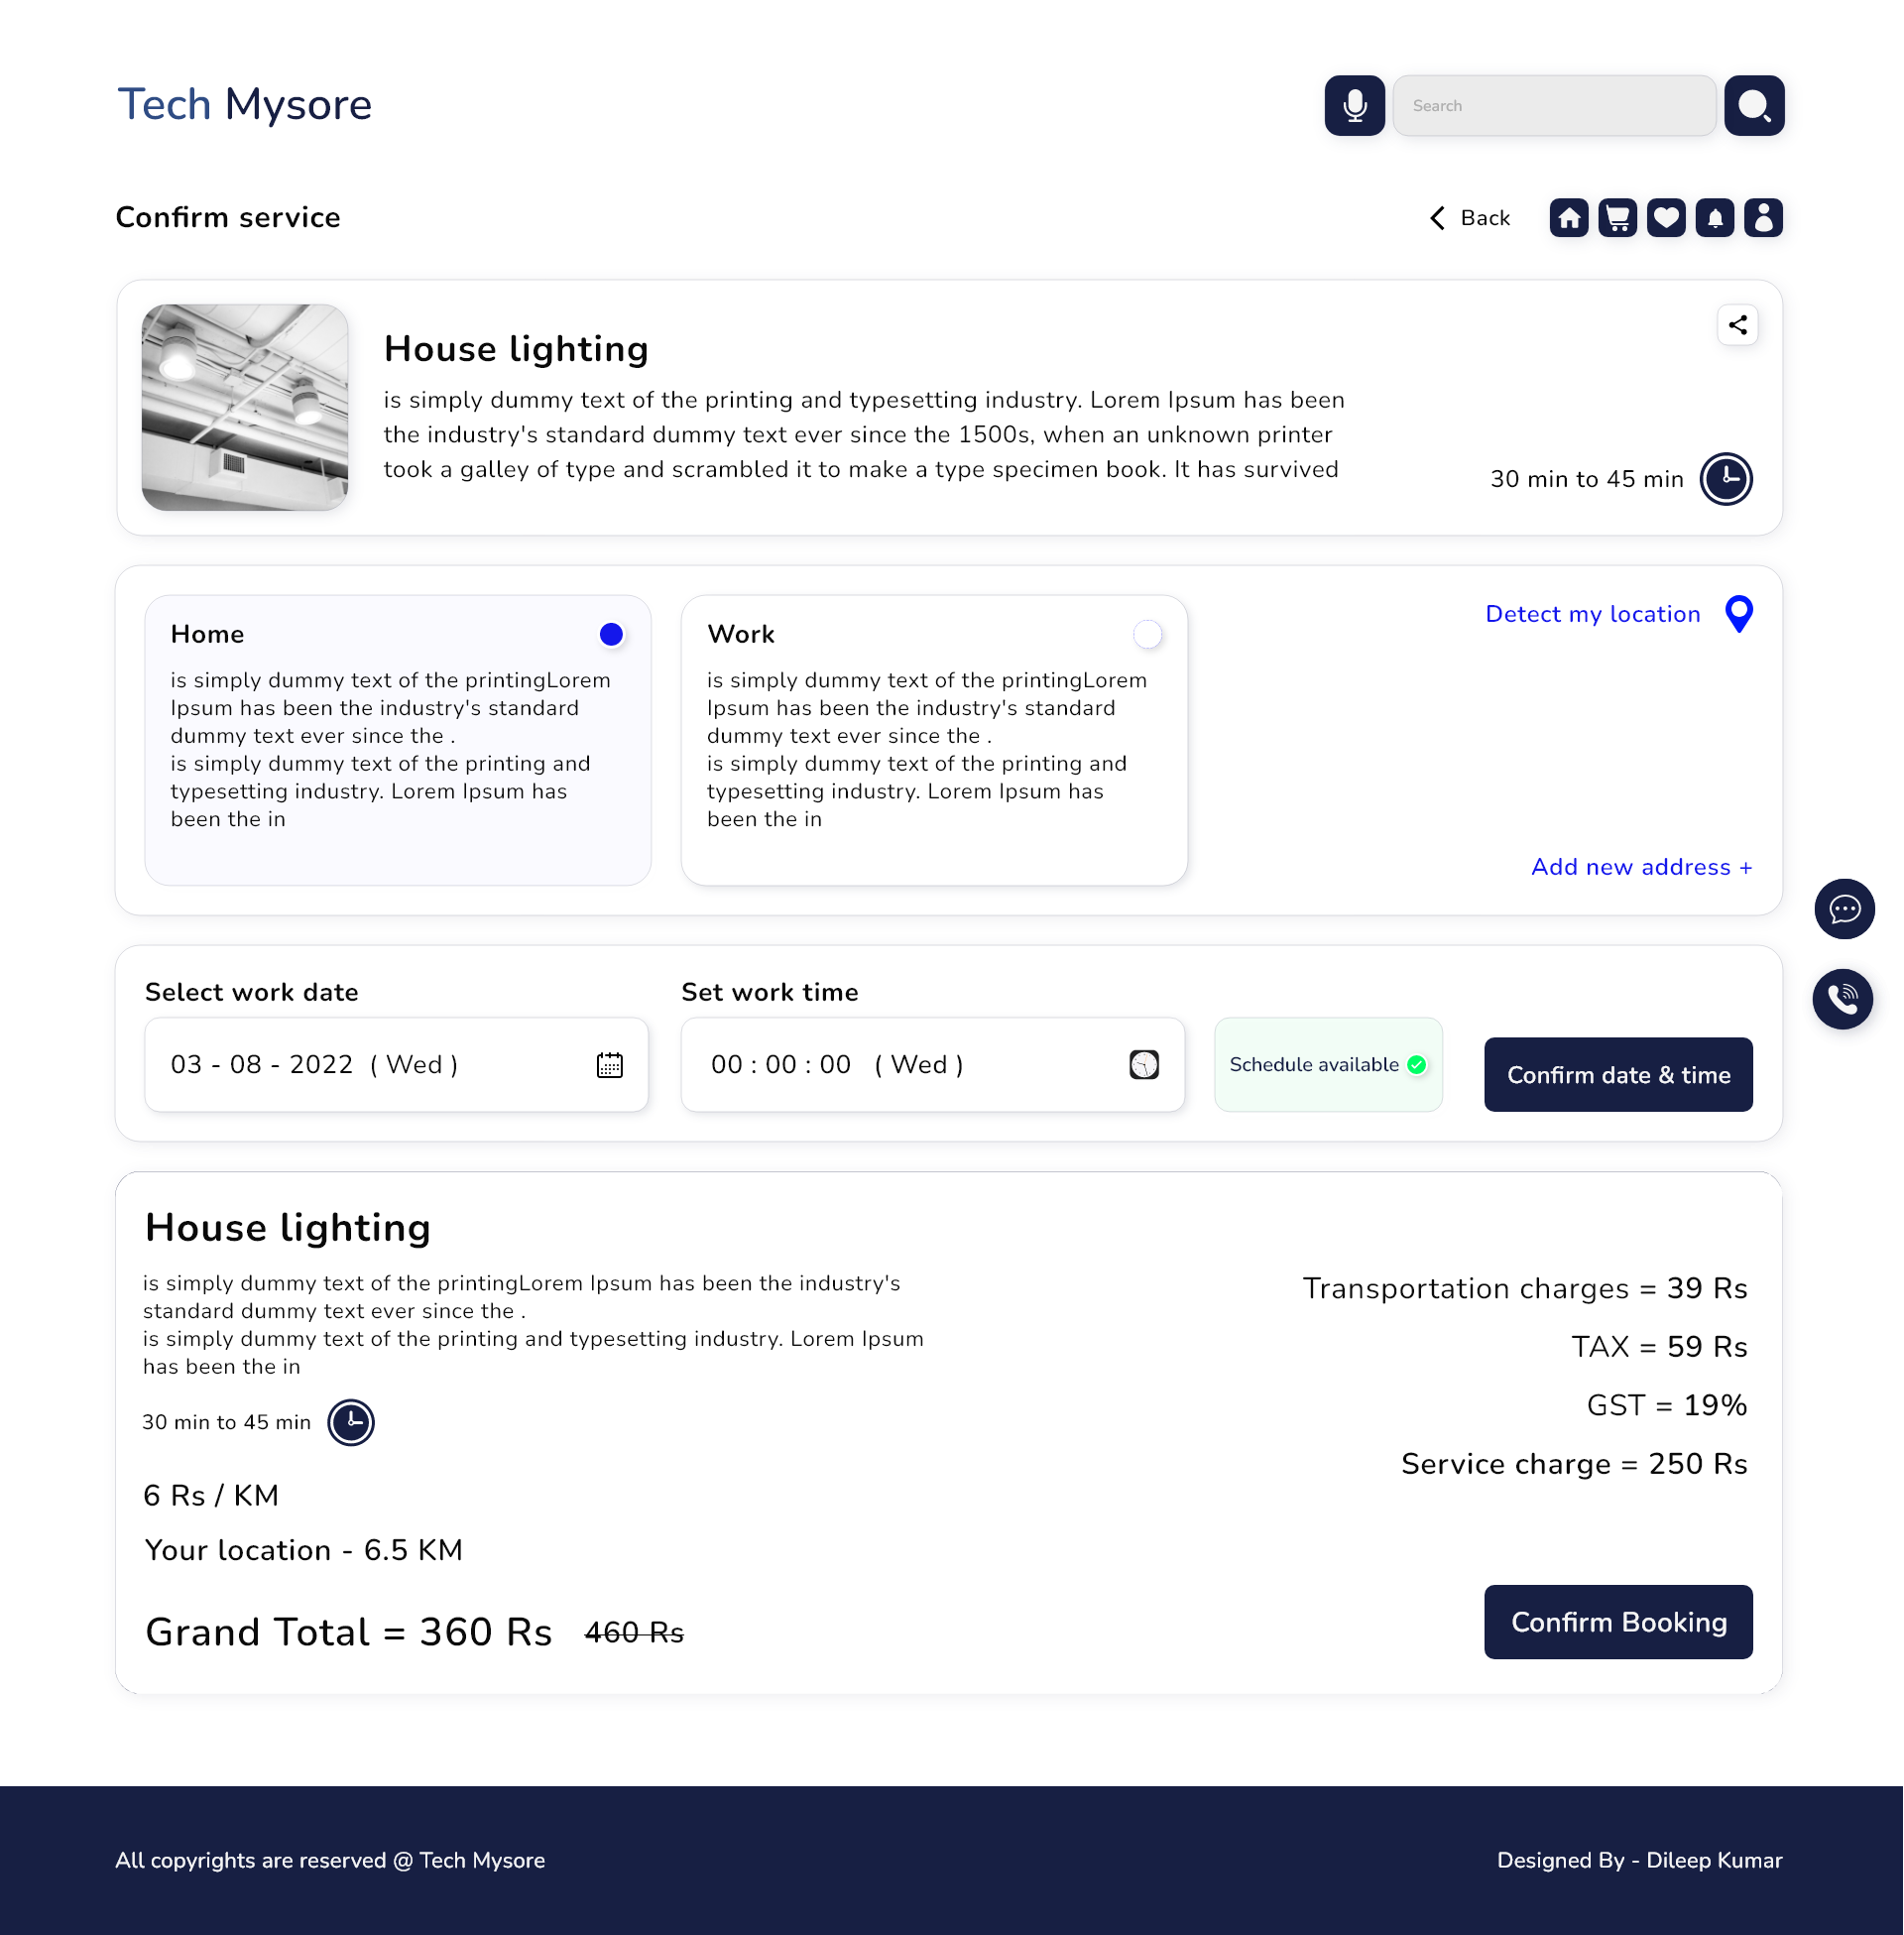 Tech Mysore
Search
Confirm service
Back
House lighting
is simply dummy text of the printing and typesetting industry. Lorem Ipsum has been
the industry's standard dummy text ever since the 1500s, when an unknown printer
took a galley of type and scrambled it to make a type specimen book. It has survived
30 min to 45 min
Home
is simply dummy text of the printingLorem
Ipsum has been the industry's standard
dummy text ever since the .
is simply dummy text of the printing and
typesetting industry. Lorem Ipsum has
been the in
Work
is simply dummy text of the printingLorem
Ipsum has been the industry's standard
dummy text ever since the .
is simply dummy text of the printing and
typesetting industry. Lorem Ipsum has
been the in
Detect my location
Add new address +
Select work date
03 - 08 - 2022 ( Wed )
Set work time
00 : 00 : 00 ( Wed )
Schedule available
Confirm date & time
House lighting
is simply dummy text of the printingLorem Ipsum has been the industry's
standard dummy text ever since the .
is simply dummy text of the printing and typesetting industry. Lorem Ipsum
has been the in
30 min to 45 min
6 Rs / KM
Your location - 6.5 KM
Grand Total = 360 Rs 460 Rs
Transportation charges = 39 Rs
TAX = 59 Rs
GST = 19%
Service charge = 250 Rs
Confirm Booking
All copyrights are reserved @ Tech Mysore
Designed By - Dileep Kumar